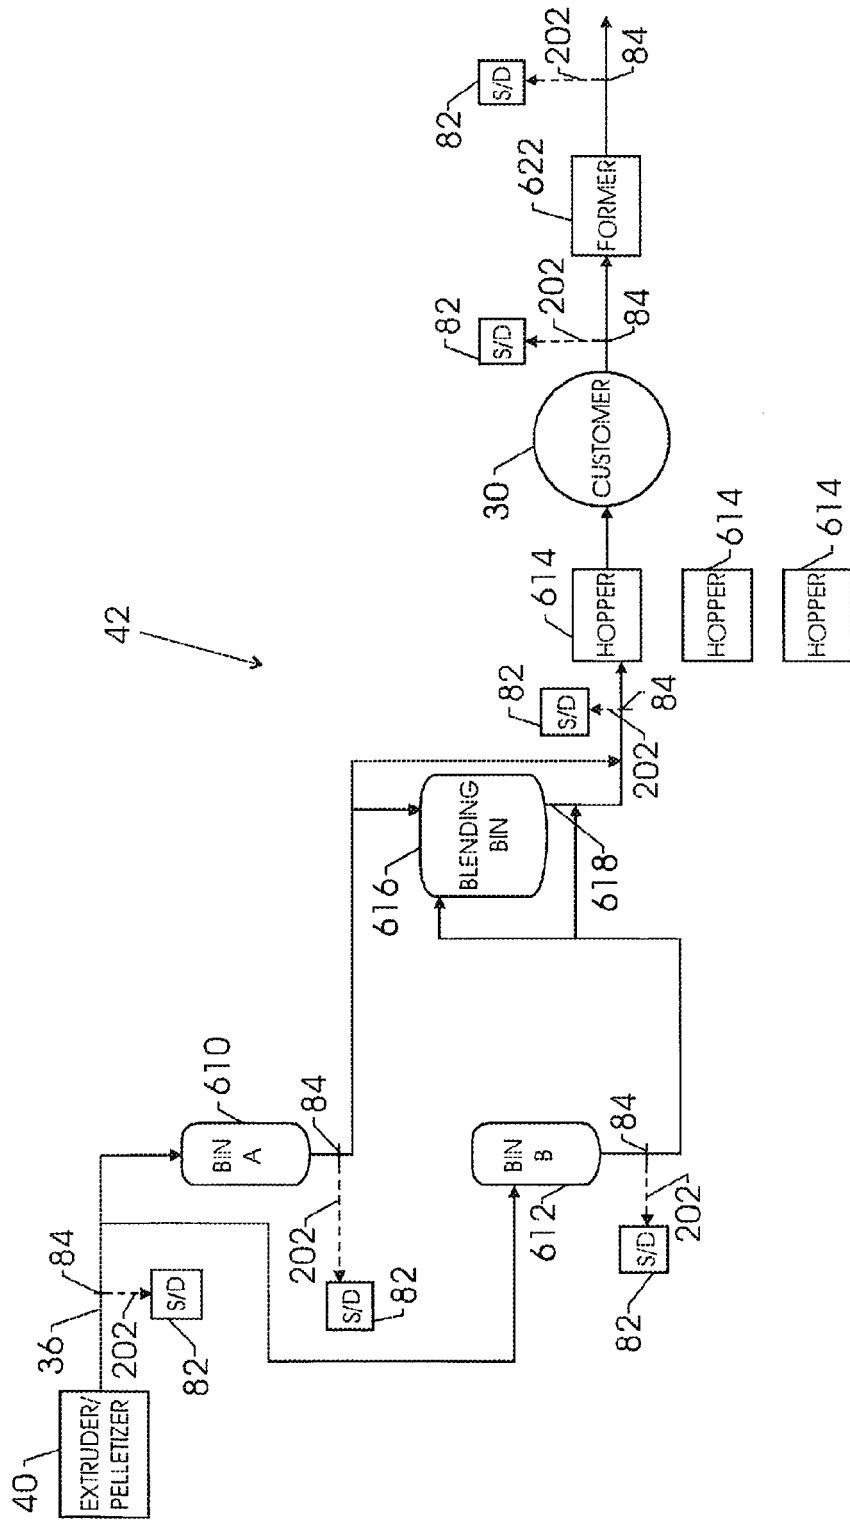 40
EXTRUDER/
PELLETIZER
36
84
202
82
S/D
42
BIN
A
610
84
202
S/D
82
BIN
B
612
84
202
S/D
82
616
BLENDING
BIN
618
82
S/D
202
84
614
HOPPER
HOPPER
614
HOPPER
614
30
CUSTOMER
82
S/D
202
84
622
FORMER
82
S/D
202
84